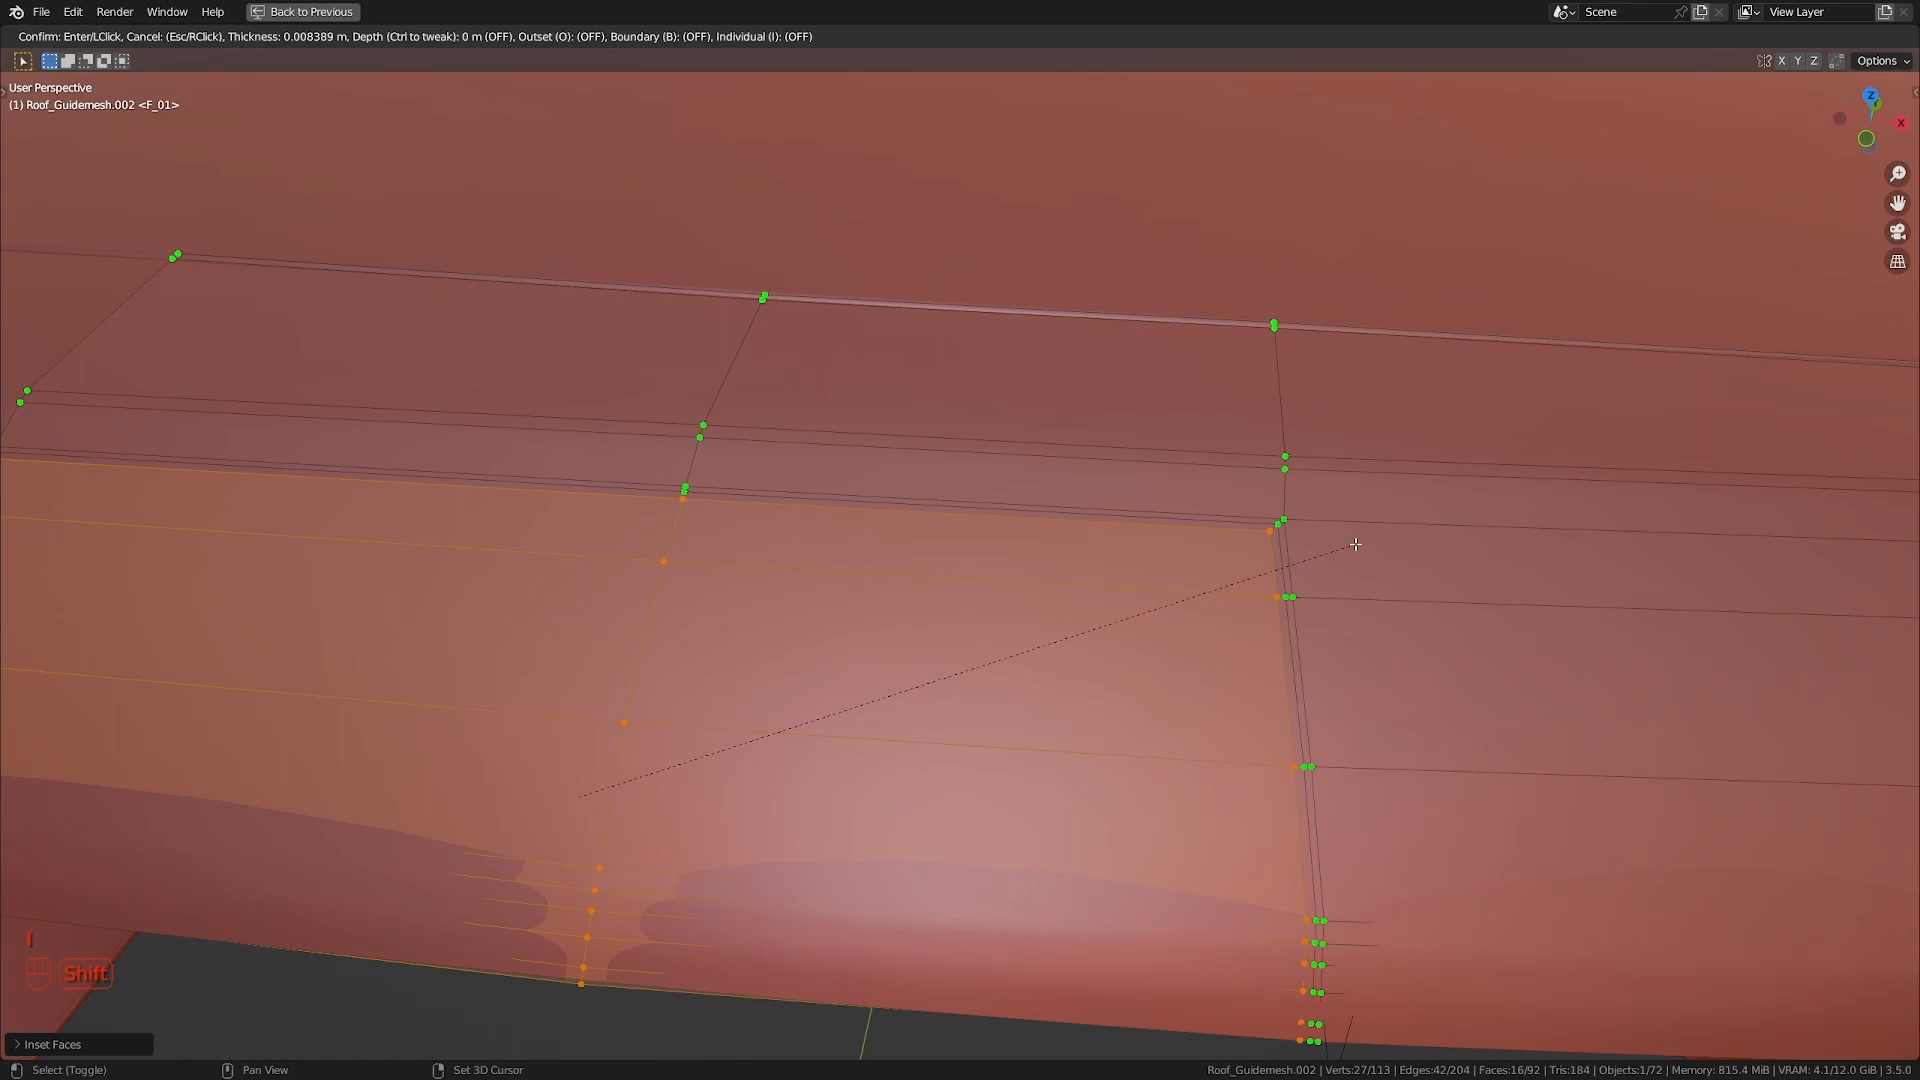 File Edit Render Window Help Back to Previous Scene View Layer
Confirm: Enter/LClick, Cancel: (Esc/RClick), Thickness: 0.008389 m, Depth (Ctrl to tweak): 0 m (OFF), Outset (O): (OFF), Boundary (B): (OFF), Individual (I): (OFF)
X Y Z Options
User Perspective
(1) Roof_Guidemesh.002 <F_01>
Z
X
I
Shift
Inset Faces
Select (Toggle) Pan View Set 3D Cursor Roof_Guidemesh.002 | Verts:27/113 | Edges:42/204 | Faces:16/92 | Tris:184 | Objects:1/72 | Memory: 815.4 MiB | VRAM: 4.1/12.0 GiB | 3.5.0